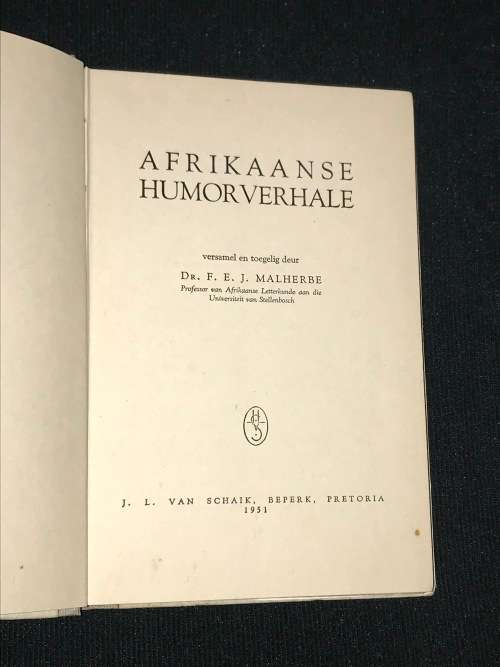 AFRIKAANSE
HUMORVERHALE
versamel en toegelig deur
DR. F. E. J. MALHERBE
Professor van Afrikaanse Letterkunde aan die
Universiteit van Stellenbosch
J. L. VAN SCHAIK, BEPERK, PRETORIA
1951